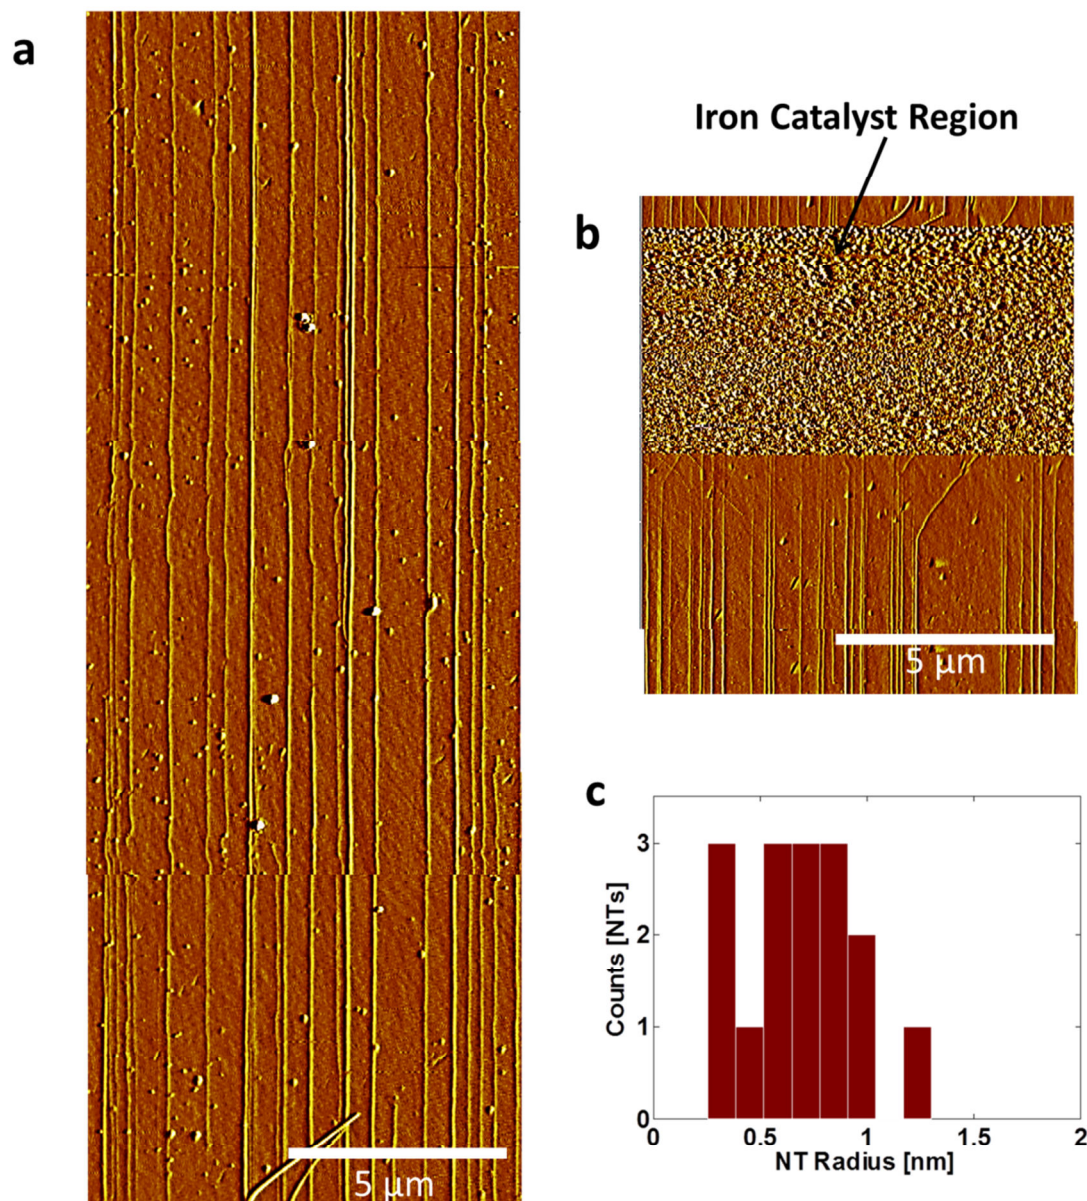 a
Iron Catalyst Region
b
5 μm
c
3
2
1
0
Counts [NTs]
0 0.5 1 1.5 2
NT Radius [nm]
5 μm